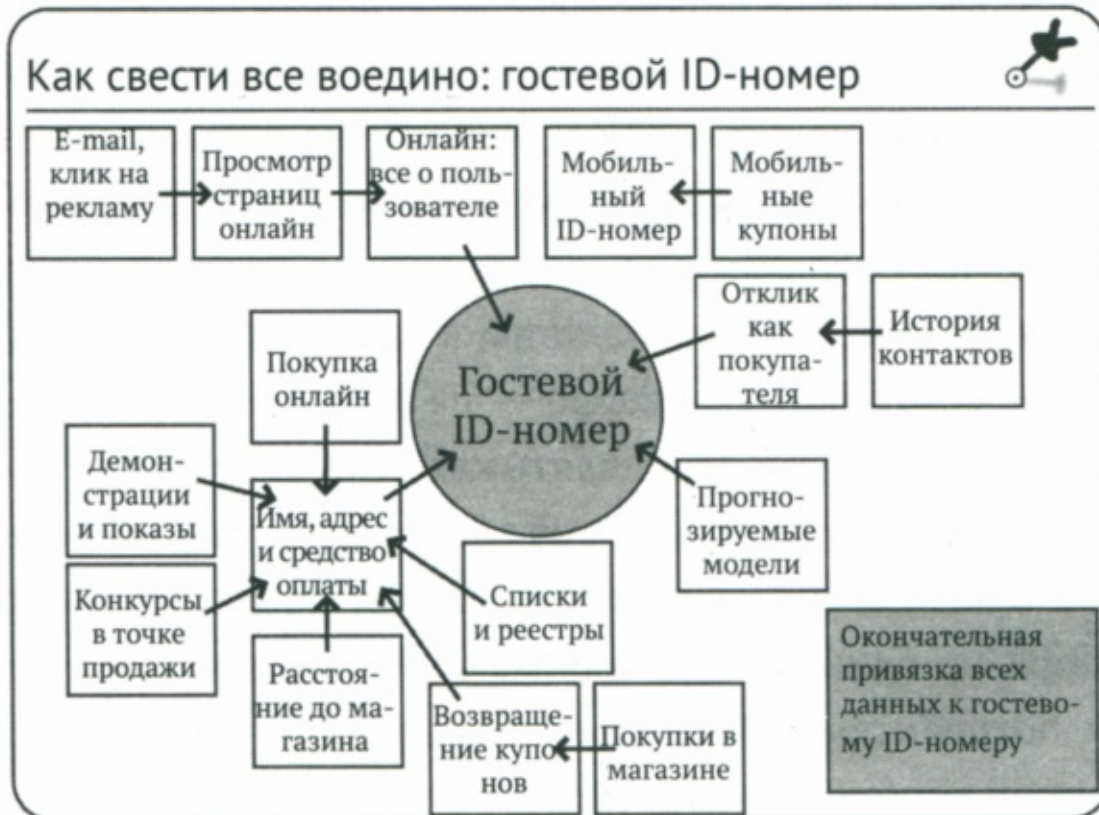 Как свести все воедино: гостевой ID-номер
E-mail,
клик на
рекламу
Просмотр
страниц
онлайн
Онлайн:
все о поль-
зователе
Мобиль-
ный
ID-номер
Мобиль-
ные
купоны
Отклик
как
покупа-
теля
История
контактов
Покупка
онлайн
Гостевой
ID-номер
Демон-
страции
и показы
Имя, адрес
и средство
оплаты
Прогно-
зируемые
модели
Конкурсы
в точке
продажи
Списки
и реестры
Расстоя-
ние до ма-
газина
Возвраще-
ние купо-
нов
Покупки в
магазине
Окончательная
привязка всех
данных к гостево-
му ID-номеру